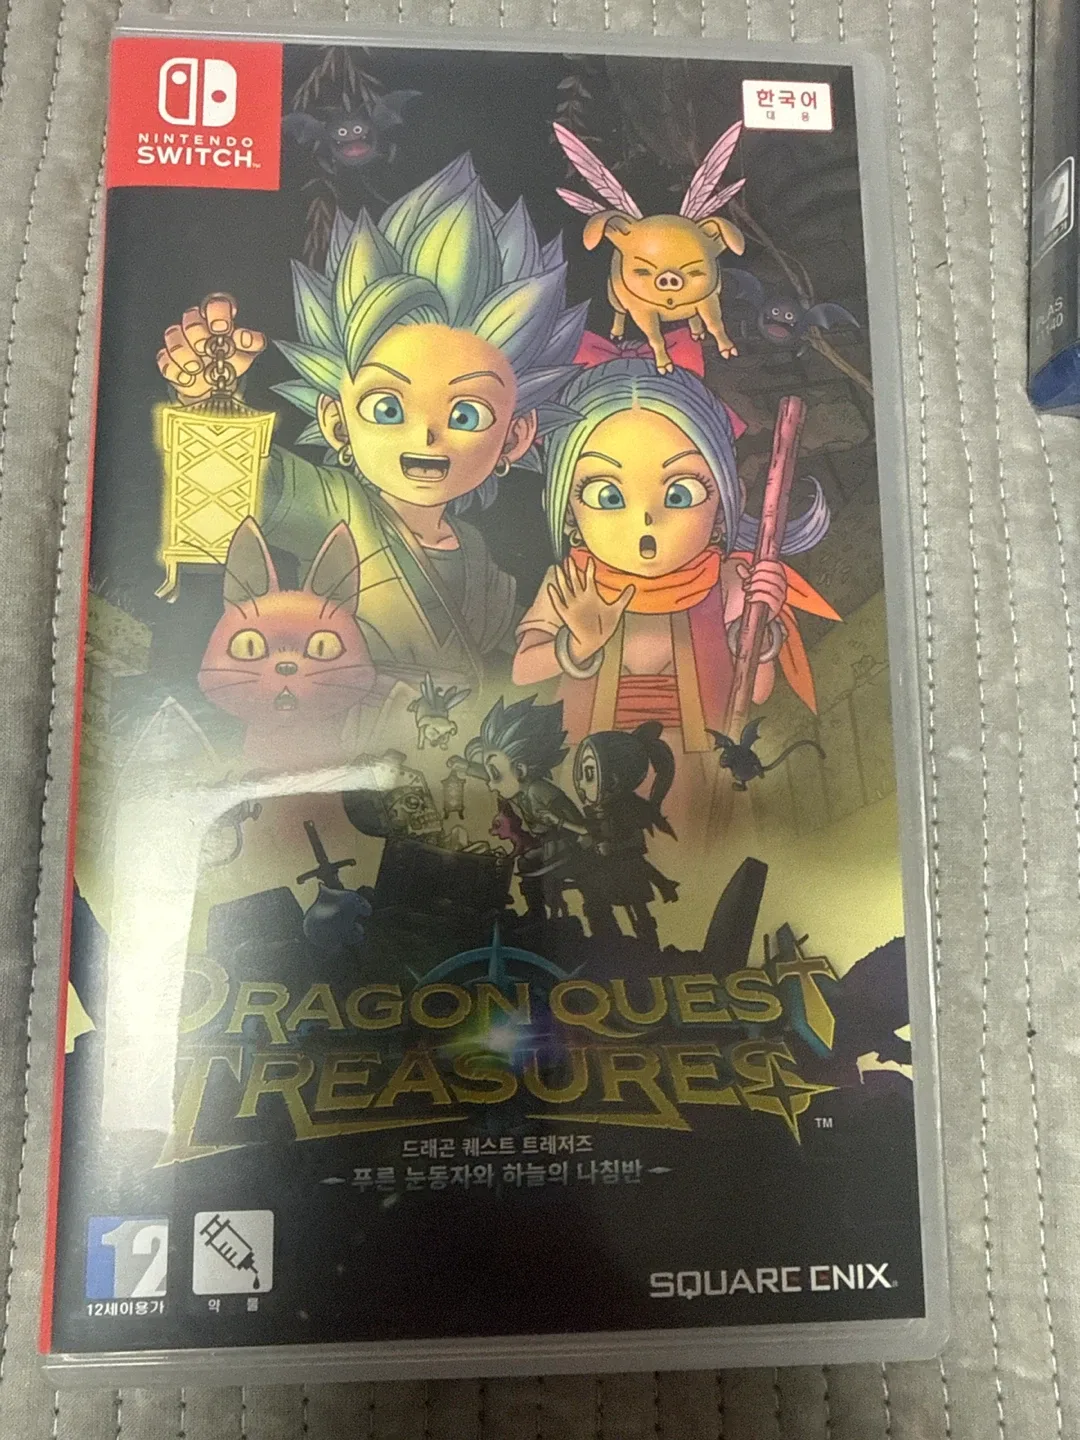 NINTENDO
SWITCH™
한국어
대 응
DRAGON QUEST
TREASURES
™
드래곤 퀘스트 트레저즈
푸른 눈동자와 하늘의 나침반
12
12세이용가
약 물
SQUARE ENIX®